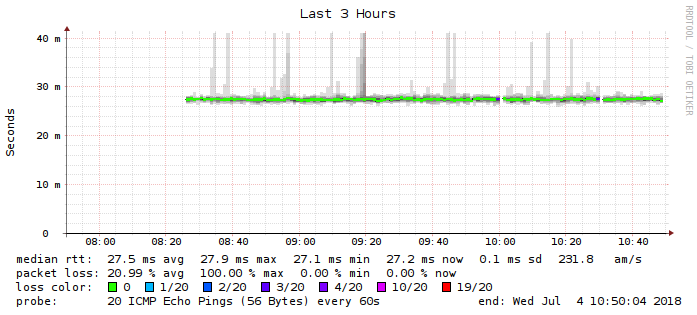 Last 3 Hours
RRDTOOL / TOBI OETIKER
Seconds
40 m
30 m
20 m
10 m
0
08:00 08:20 08:40 09:00 09:20 09:40 10:00 10:20 10:40
median rtt: 27.5 ms avg 27.9 ms max 27.1 ms min 27.2 ms now 0.1 ms sd 231.8 am/s
packet loss: 20.99 % avg 100.00 % max 0.00 % min 0.00 % now
loss color: 0 1/20 2/20 3/20 4/20 10/20 19/20
probe: 20 ICMP Echo Pings (56 Bytes) every 60s end: Wed Jul 4 10:50:04 2018